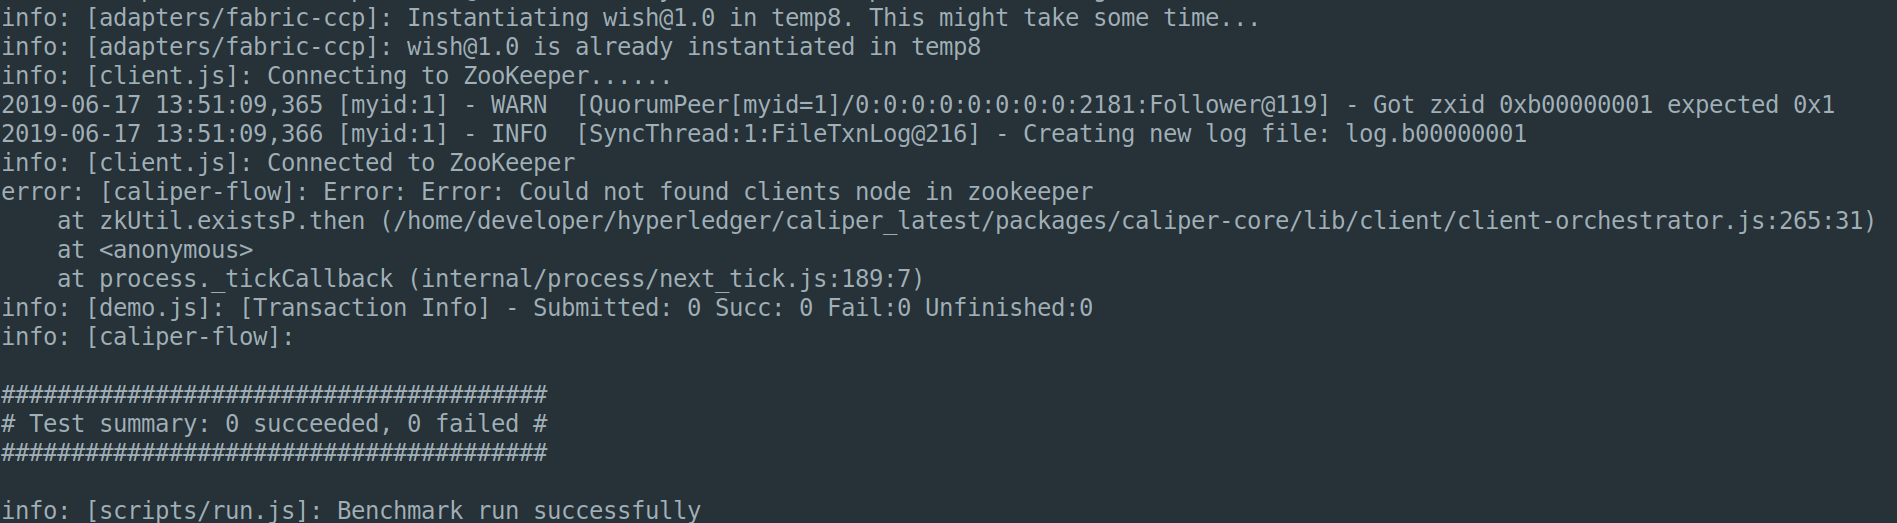 info: [adapters/fabric-ccp]: Instantiating wish@1.0 in temp8. This might take some time...
info: [adapters/fabric-ccp]: wish@1.0 is already instantiated in temp8
info: [client.js]: Connecting to ZooKeeper......
2019-06-17 13:51:09,365 [myid:1] - WARN  [QuorumPeer[myid=1]/0:0:0:0:0:0:0:0:2181:Follower@119] - Got zxid 0xb00000001 expected 0x1
2019-06-17 13:51:09,366 [myid:1] - INFO  [SyncThread:1:FileTxnLog@216] - Creating new log file: log.b00000001
info: [client.js]: Connected to ZooKeeper
error: [caliper-flow]: Error: Error: Could not found clients node in zookeeper
    at zkUtil.existsP.then (/home/developer/hyperledger/caliper_latest/packages/caliper-core/lib/client/client-orchestrator.js:265:31)
    at <anonymous>
    at process._tickCallback (internal/process/next_tick.js:189:7)
info: [demo.js]: [Transaction Info] - Submitted: 0 Succ: 0 Fail:0 Unfinished:0
info: [caliper-flow]:
#######################################
# Test summary: 0 succeeded, 0 failed #
#######################################
info: [scripts/run.js]: Benchmark run successfully